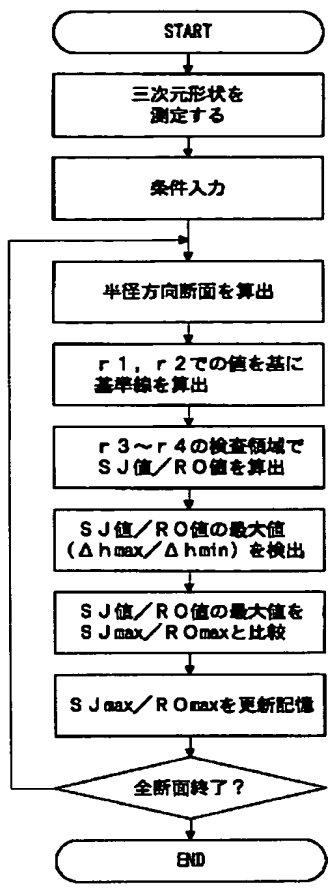 START
三次元形状を
測定する
条件入力
半径方向断面を算出
r1，r2での値を基に
基準線を算出
r3～r4の検査領域で
SJ値／RO値を算出
SJ値／RO値の最大値
（Δhmax／Δhmin）を検出
SJ値／RO値の最大値を
SJmax／ROmaxと比較
SJmax／ROmaxを更新記憶
全断面終了？
END